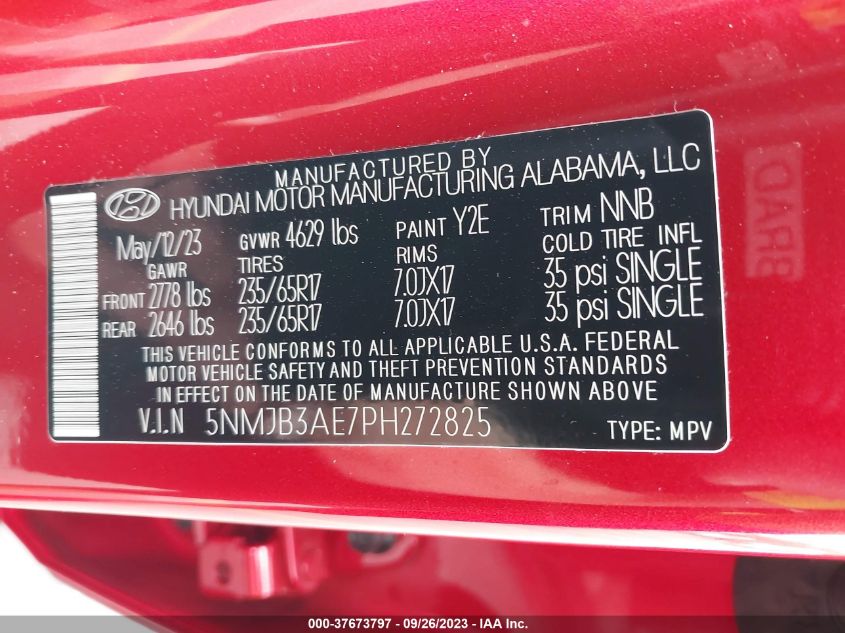 MANUFACTURED BY
HYUNDAI MOTOR MANUFACTURING ALABAMA, LLC
May/12/23 GVWR 4629 lbs PAINT Y2E TRIM NNB
GAWR TIRES RIMS COLD TIRE INFL
FRONT 2778 lbs 235/65R17 7.0JX17 35 psi SINGLE
REAR 2646 lbs 235/65R17 7.0JX17 35 psi SINGLE
THIS VEHICLE CONFORMS TO ALL APPLICABLE U.S.A. FEDERAL
MOTOR VEHICLE SAFETY AND THEFT PREVENTION STANDARDS
IN EFFECT ON THE DATE OF MANUFACTURE SHOWN ABOVE
V.I.N 5NMJB3AE7PH272825 TYPE: MPV
000-37673797 - 09/26/2023 - IAA Inc.